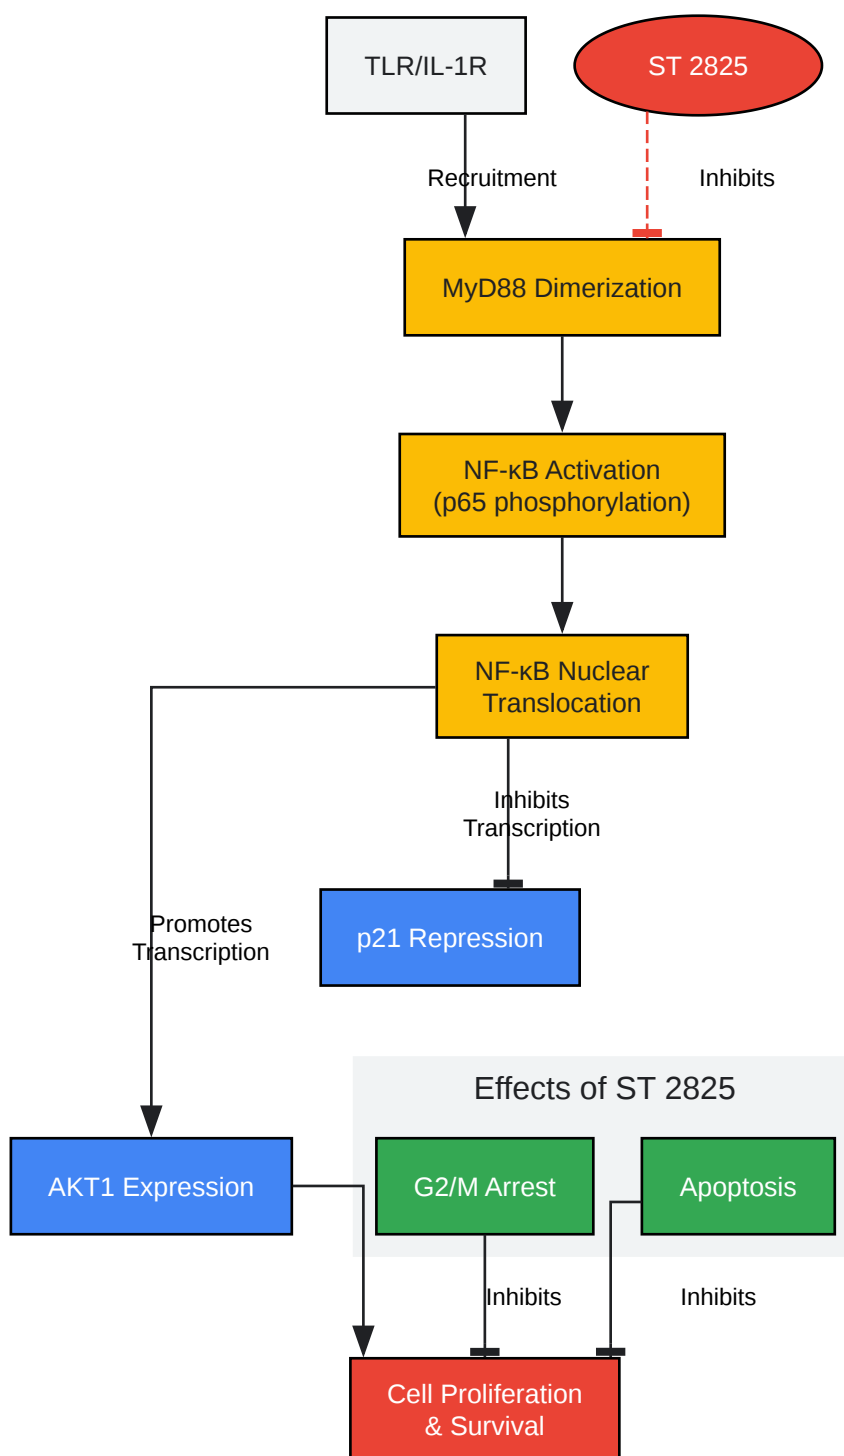 TLR/IL-1R
ST 2825
Recruitment
Inhibits
MyD88 Dimerization
NF-κB Activation
(p65 phosphorylation)
NF-κB Nuclear
Translocation
Inhibits
Transcription
p21 Repression
Promotes
Transcription
Effects of ST 2825
AKT1 Expression
G2/M Arrest
Apoptosis
Inhibits
Inhibits
Cell Proliferation
& Survival